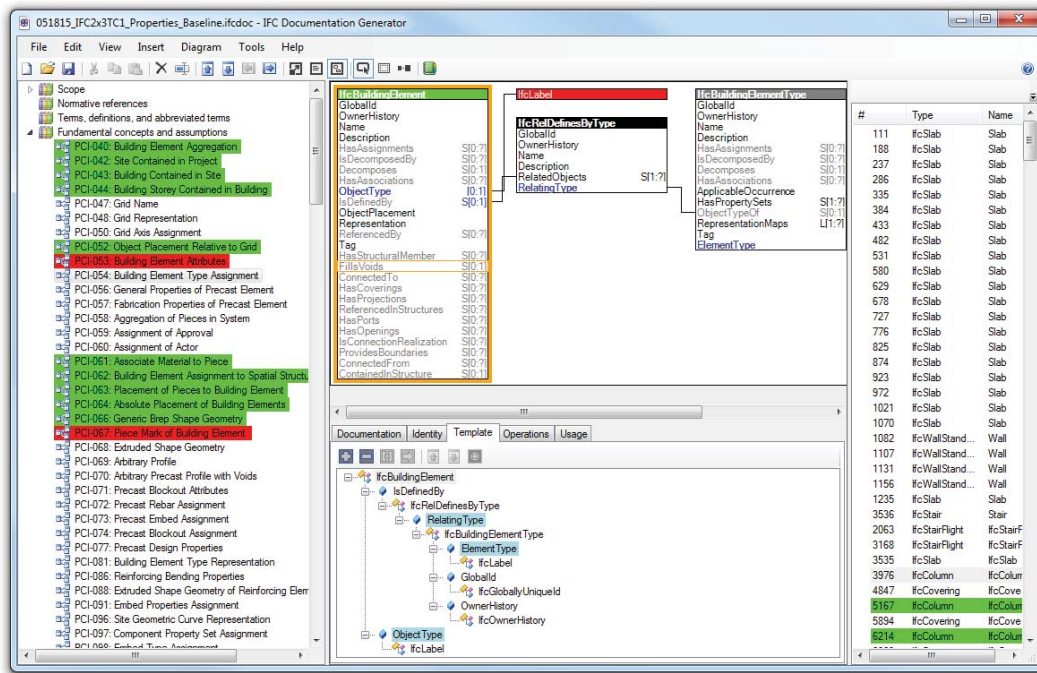 051815_IFC2x3TC1_Properties_Baseline.ifcdoc - IFC Documentation Generator
File Edit View Insert Diagram Tools Help
Scope
Normative references
Terms, definitions, and abbreviated terms
Fundamental concepts and assumptions
PCI-040: Building Element Aggregation
PCI-042: Site Contained in Project
PCI-043: Building Contained in Site
PCI-044: Building Storey Contained in Building
PCI-047: Grid Name
PCI-048: Grid Representation
PCI-050: Grid Axis Assignment
PCI-052: Object Placement Relative to Grid
PCI-053: Building Element Attributes
PCI-054: Building Element Type Assignment
PCI-056: General Properties of Precast Element
PCI-057: Fabrication Properties of Precast Element
PCI-058: Aggregation of Pieces in System
PCI-059: Assignment of Approval
PCI-060: Assignment of Actor
PCI-061: Associate Material to Piece
PCI-062: Building Element Assignment to Spatial Structu
PCI-063: Placement of Pieces to Building Element
PCI-064: Absolute Placement of Building Elements
PCI-066: Generic Brep Shape Geometry
PCI-067: Piece Mark of Building Element
PCI-068: Extruded Shape Geometry
PCI-069: Arbitrary Profile
PCI-070: Arbitrary Precast Profile with Voids
PCI-071: Precast Blockout Attributes
PCI-072: Precast Rebar Assignment
PCI-073: Precast Embed Assignment
PCI-074: Precast Blockout Assignment
PCI-077: Precast Design Properties
PCI-081: Building Element Type Representation
PCI-086: Reinforcing Bending Properties
PCI-088: Extruded Shape Geometry of Reinforcing Elem
PCI-091: Embed Properties Assignment
PCI-096: Site Geometric Curve Representation
PCI-097: Component Property Set Assignment
PCI-098: Embed Type Assignment
IfcBuildingElement
GlobalId
OwnerHistory
Name
Description
HasAssignments S[0:?]
IsDecomposedBy S[0:?]
Decomposes S[0:1]
HasAssociations S[0:?]
ObjectType [0:1]
IsDefinedBy S[0:1]
ObjectPlacement
Representation
ReferencedBy S[0:?]
Tag
HasStructuralMember S[0:?]
FillsVoids S[0:1]
ConnectedTo S[0:?]
HasCoverings S[0:?]
HasProjections S[0:?]
ReferencedInStructures S[0:?]
HasPorts S[0:?]
HasOpenings S[0:?]
IsConnectionRealization S[0:?]
ProvidesBoundaries S[0:?]
ConnectedFrom S[0:?]
ContainedInStructure S[0:1]
IfcLabel
IfcRelDefinesByType
GlobalId
OwnerHistory
Name
Description
RelatedObjects S[1:?]
RelatingType
IfcBuildingElementType
GlobalId
OwnerHistory
Name
Description
HasAssignments S[0:?]
IsDecomposedBy S[0:?]
Decomposes S[0:1]
HasAssociations S[0:?]
ApplicableOccurrence
HasPropertySets S[1:?]
ObjectTypeOf S[0:1]
RepresentationMaps L[1:?]
Tag
ElementType
Documentation Identity Template Operations Usage
IfcBuildingElement
IsDefinedBy
IfcRelDefinesByType
RelatingType
IfcBuildingElementType
ElementType
IfcLabel
GlobalId
IfcGloballyUniqueId
OwnerHistory
IfcOwnerHistory
ObjectType
IfcLabel
# Type Name
111 IfcSlab Slab
188 IfcSlab Slab
237 IfcSlab Slab
286 IfcSlab Slab
335 IfcSlab Slab
384 IfcSlab Slab
433 IfcSlab Slab
482 IfcSlab Slab
531 IfcSlab Slab
580 IfcSlab Slab
629 IfcSlab Slab
678 IfcSlab Slab
727 IfcSlab Slab
776 IfcSlab Slab
825 IfcSlab Slab
874 IfcSlab Slab
923 IfcSlab Slab
972 IfcSlab Slab
1021 IfcSlab Slab
1070 IfcSlab Slab
1082 IfcWallStand... Wall
1107 IfcWallStand... Wall
1131 IfcWallStand... Wall
1156 IfcWallStand... Wall
1235 IfcSlab Slab
3536 IfcStair Stair
2063 IfcStairFlight IfcStairF
3168 IfcStairFlight IfcStairF
3535 IfcSlab IfcSlab
3976 IfcColumn IfcColum
4847 IfcCovering IfcCove
5167 IfcColumn IfcColum
5894 IfcCovering IfcCove
6214 IfcColumn IfcColum